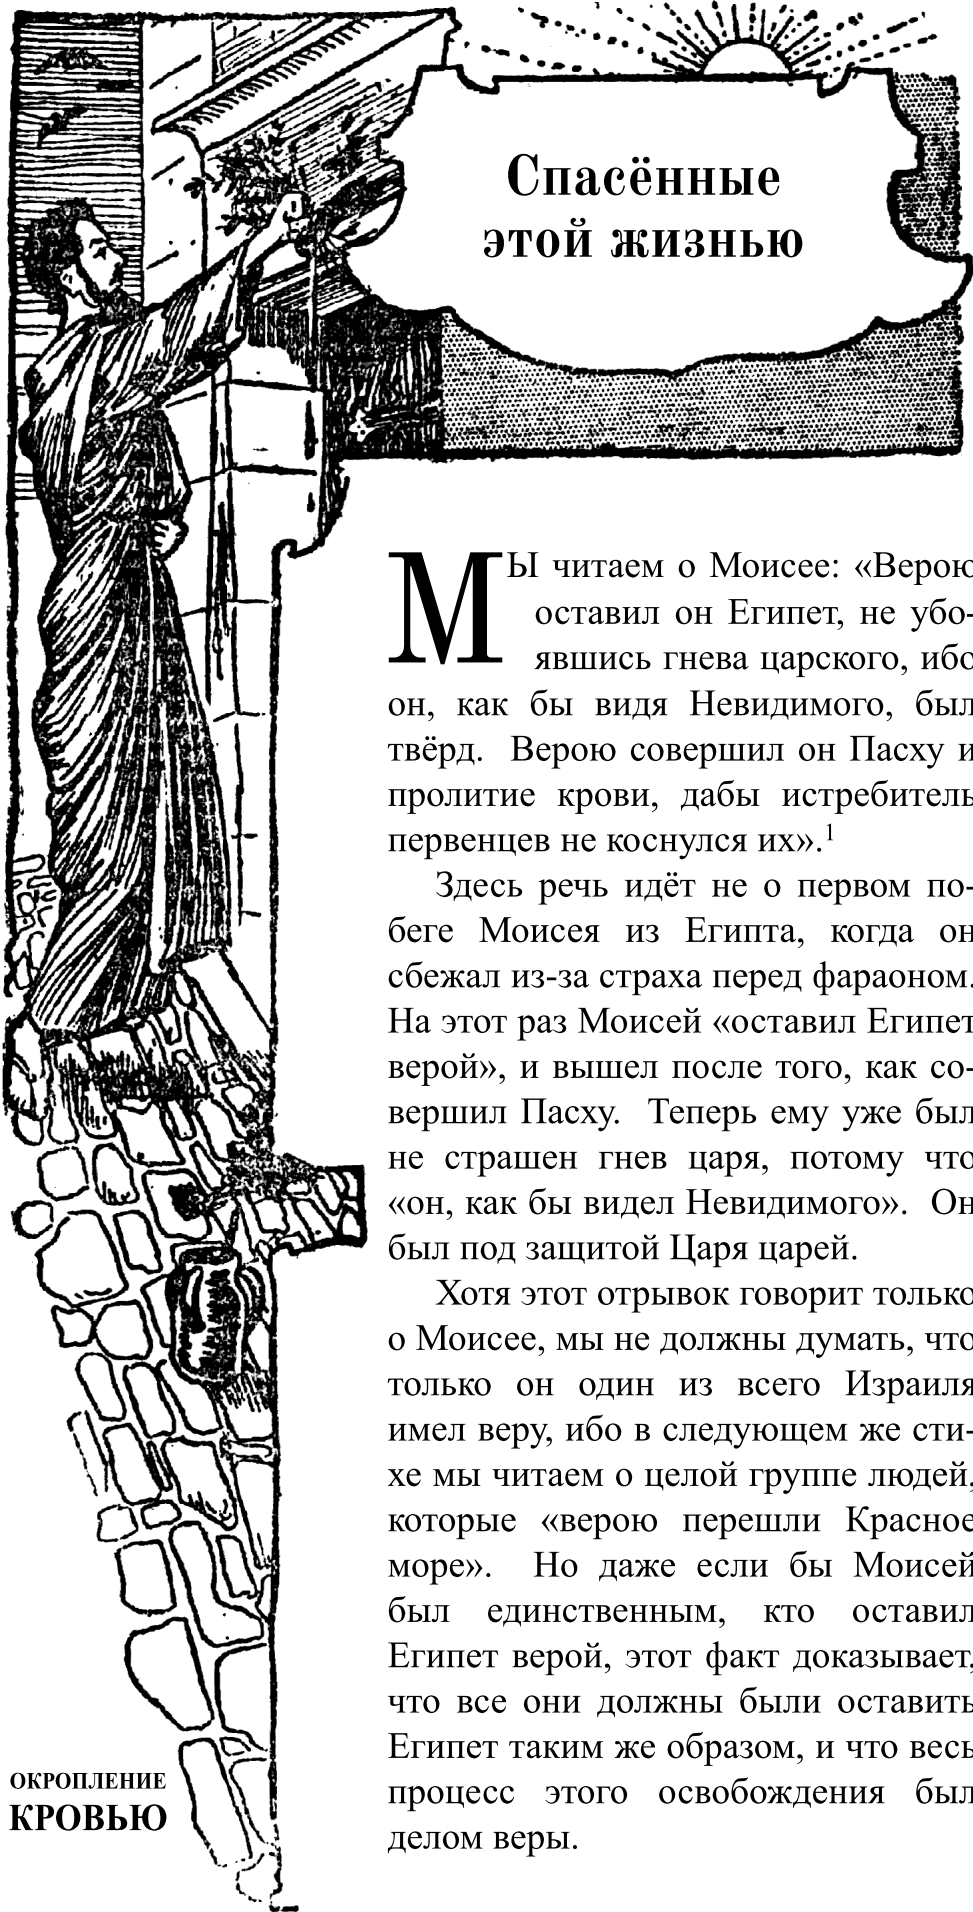 Спасённые
этой жизнью
МЫ читаем о Моисее: «Верою
оставил он Египет, не убо-
явшись гнева царского, ибо
он, как бы видя Невидимого, был
твёрд. Верою совершил он Пасху и
пролитие крови, дабы истребитель
первенцев не коснулся их».¹
Здесь речь идёт не о первом по-
беге Моисея из Египта, когда он
сбежал из-за страха перед фараоном.
На этот раз Моисей «оставил Египет
верой», и вышел после того, как со-
вершил Пасху. Теперь ему уже был
не страшен гнев царя, потому что
«он, как бы видел Невидимого». Он
был под защитой Царя царей.
Хотя этот отрывок говорит только
о Моисее, мы не должны думать, что
только он один из всего Израиля
имел веру, ибо в следующем же сти-
хе мы читаем о целой группе людей,
которые «верою перешли Красное
море». Но даже если бы Моисей
был единственным, кто оставил
Египет верой, этот факт доказывает,
что все они должны были оставить
Египет таким же образом, и что весь
процесс этого освобождения был
делом веры.
ОКРОПЛЕНИЕ
КРОВЬЮ